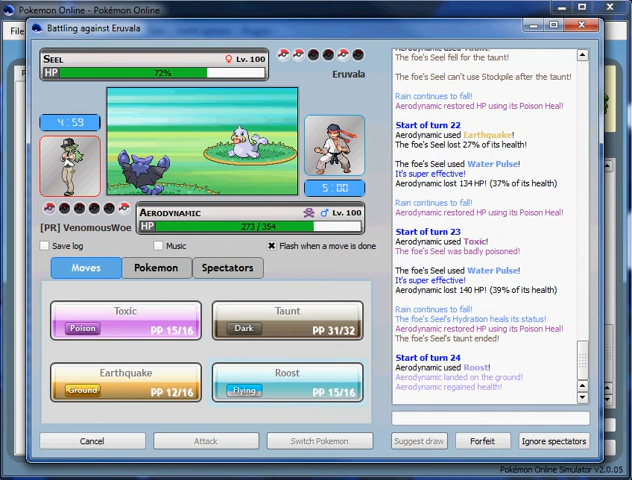 Pokemon Online - Pokémon Online
File
Battling against Eruvala
Seel Lv. 100
HP 72%
Eruvala
4:59
5:00
Aerodynamic Lv. 100
HP 273 / 354
[PR] VenomousWoe
Save log
Music
Flash when a move is done
Moves
Pokemon
Spectators
Toxic
Poison PP 15/16
Taunt
Dark PP 31/32
Earthquake
Ground PP 12/16
Roost
Flying PP 15/16
Cancel
Attack
Switch Pokemon
The foe's Seel fell for the taunt!
The foe's Seel can't use Stockpile after the taunt!
Rain continues to fall!
Aerodynamic restored HP using its Poison Heal!
Start of turn 22
Aerodynamic used Earthquake!
The foe's Seel lost 27% of its health!
The foe's Seel used Water Pulse!
It's super effective!
Aerodynamic lost 134 HP! (37% of its health)
Rain continues to fall!
Aerodynamic restored HP using its Poison Heal!
Start of turn 23
Aerodynamic used Toxic!
The foe's Seel was badly poisoned!
The foe's Seel used Water Pulse!
It's super effective!
Aerodynamic lost 140 HP! (39% of its health)
Rain continues to fall!
The foe's Seel's Hydration heals its status!
Aerodynamic restored HP using its Poison Heal!
The foe's Seel's taunt ended!
Start of turn 24
Aerodynamic used Roost!
Aerodynamic landed on the ground!
Aerodynamic regained health!
Suggest draw
Forfeit
Ignore spectators
Pokémon Online Simulator v2.0.05